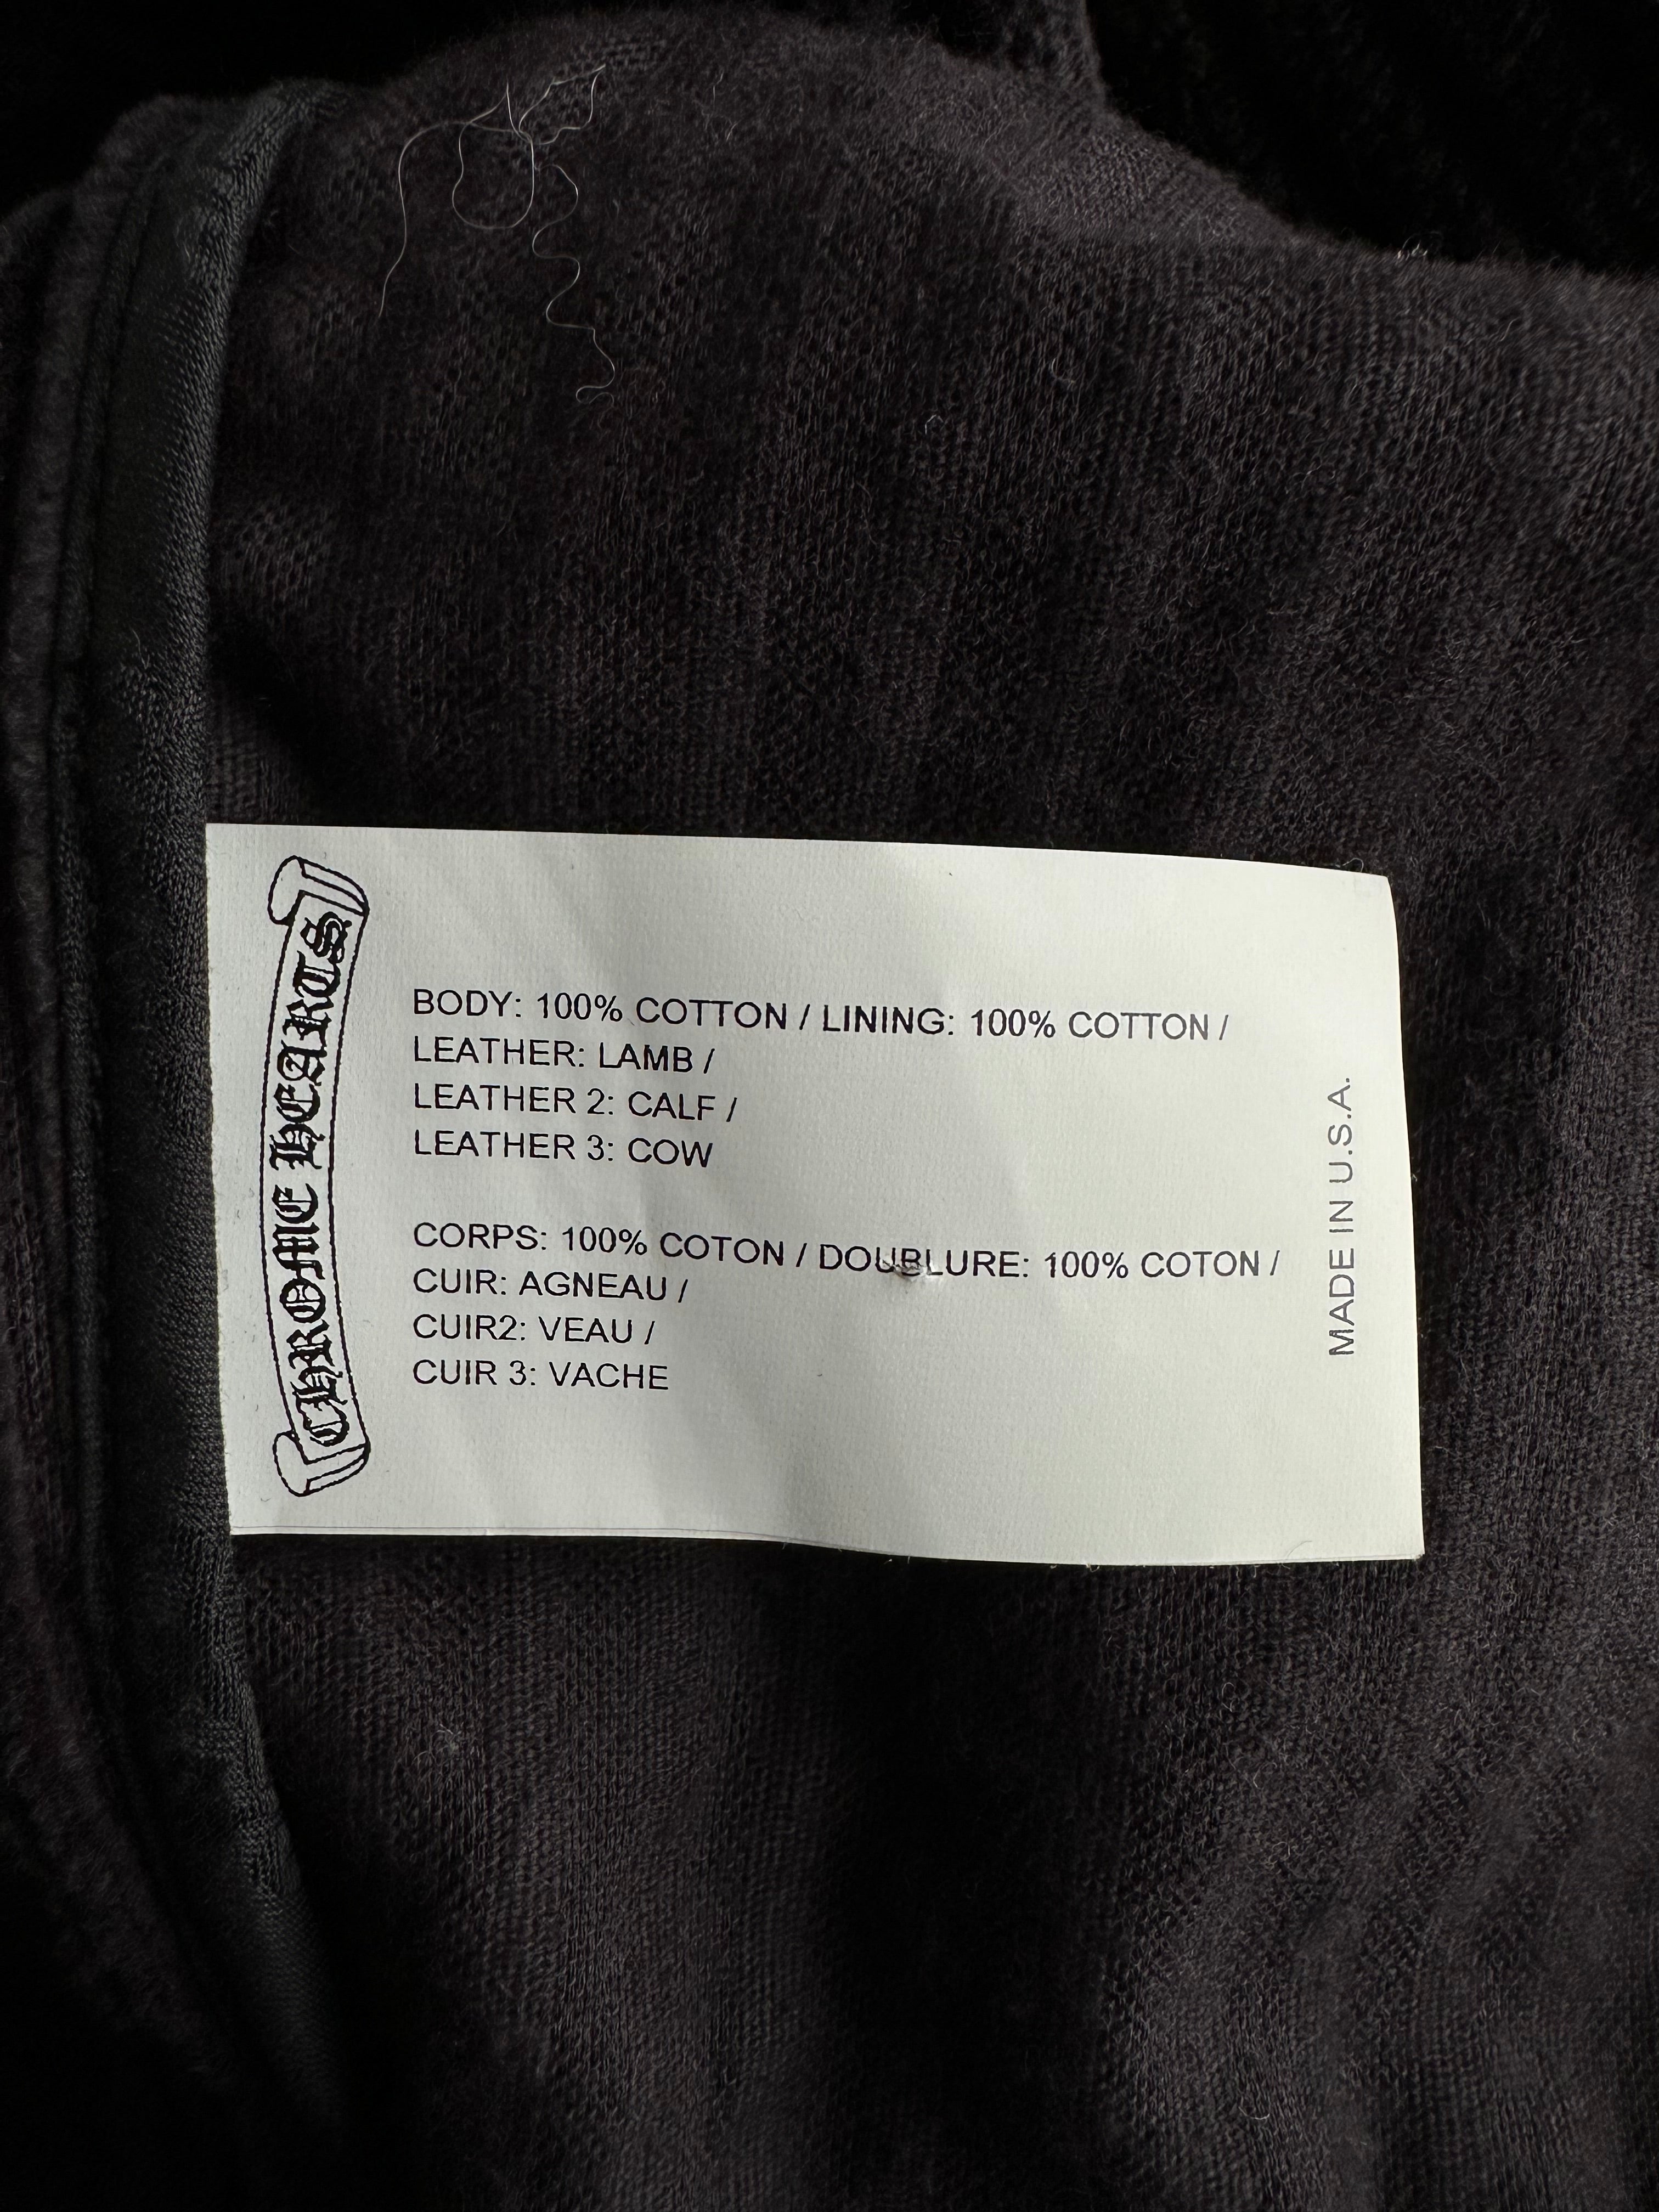 CHROME HEARTS
BODY: 100% COTTON / LINING: 100% COTTON /
LEATHER: LAMB /
LEATHER 2: CALF /
LEATHER 3: COW
CORPS: 100% COTON / DOUBLURE: 100% COTON /
CUIR: AGNEAU /
CUIR2: VEAU /
CUIR 3: VACHE
MADE IN U.S.A.